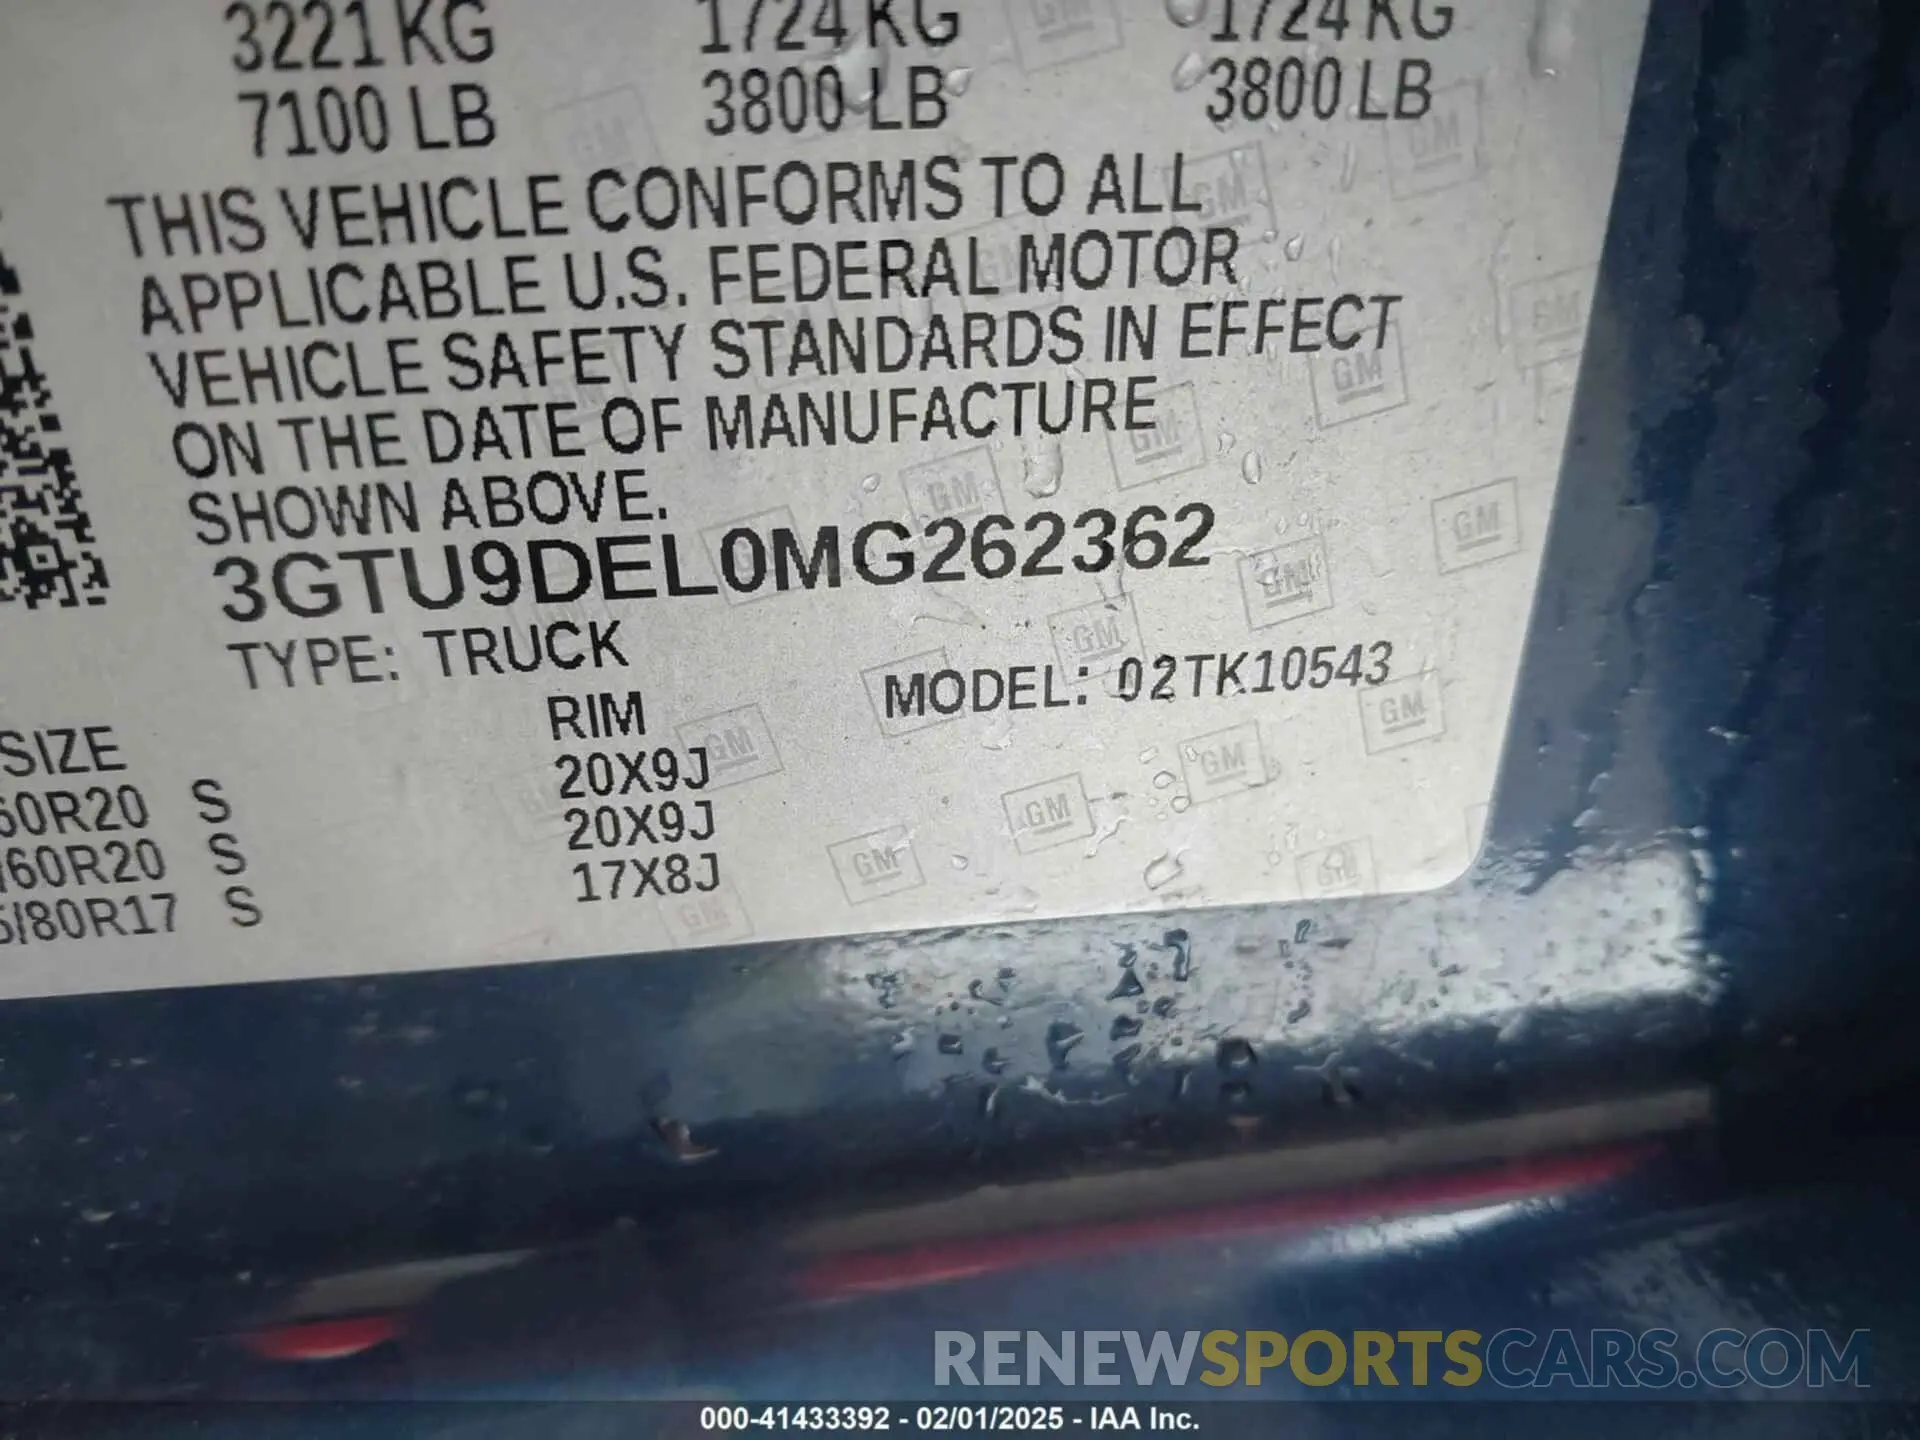 3221 KG 1724 KG 1724 KG
7100 LB 3800 LB 3800 LB
THIS VEHICLE CONFORMS TO ALL
APPLICABLE U.S. FEDERAL MOTOR
VEHICLE SAFETY STANDARDS IN EFFECT
ON THE DATE OF MANUFACTURE
SHOWN ABOVE.
3GTU9DEL0MG262362
TYPE: TRUCK MODEL: 02TK10543
SIZE RIM
60R20 S 20X9J
/60R20 S 20X9J
5/80R17 S 17X8J
GM
RENEWSPORTSCARS.COM
000-41433392 - 02/01/2025 - IAA Inc.